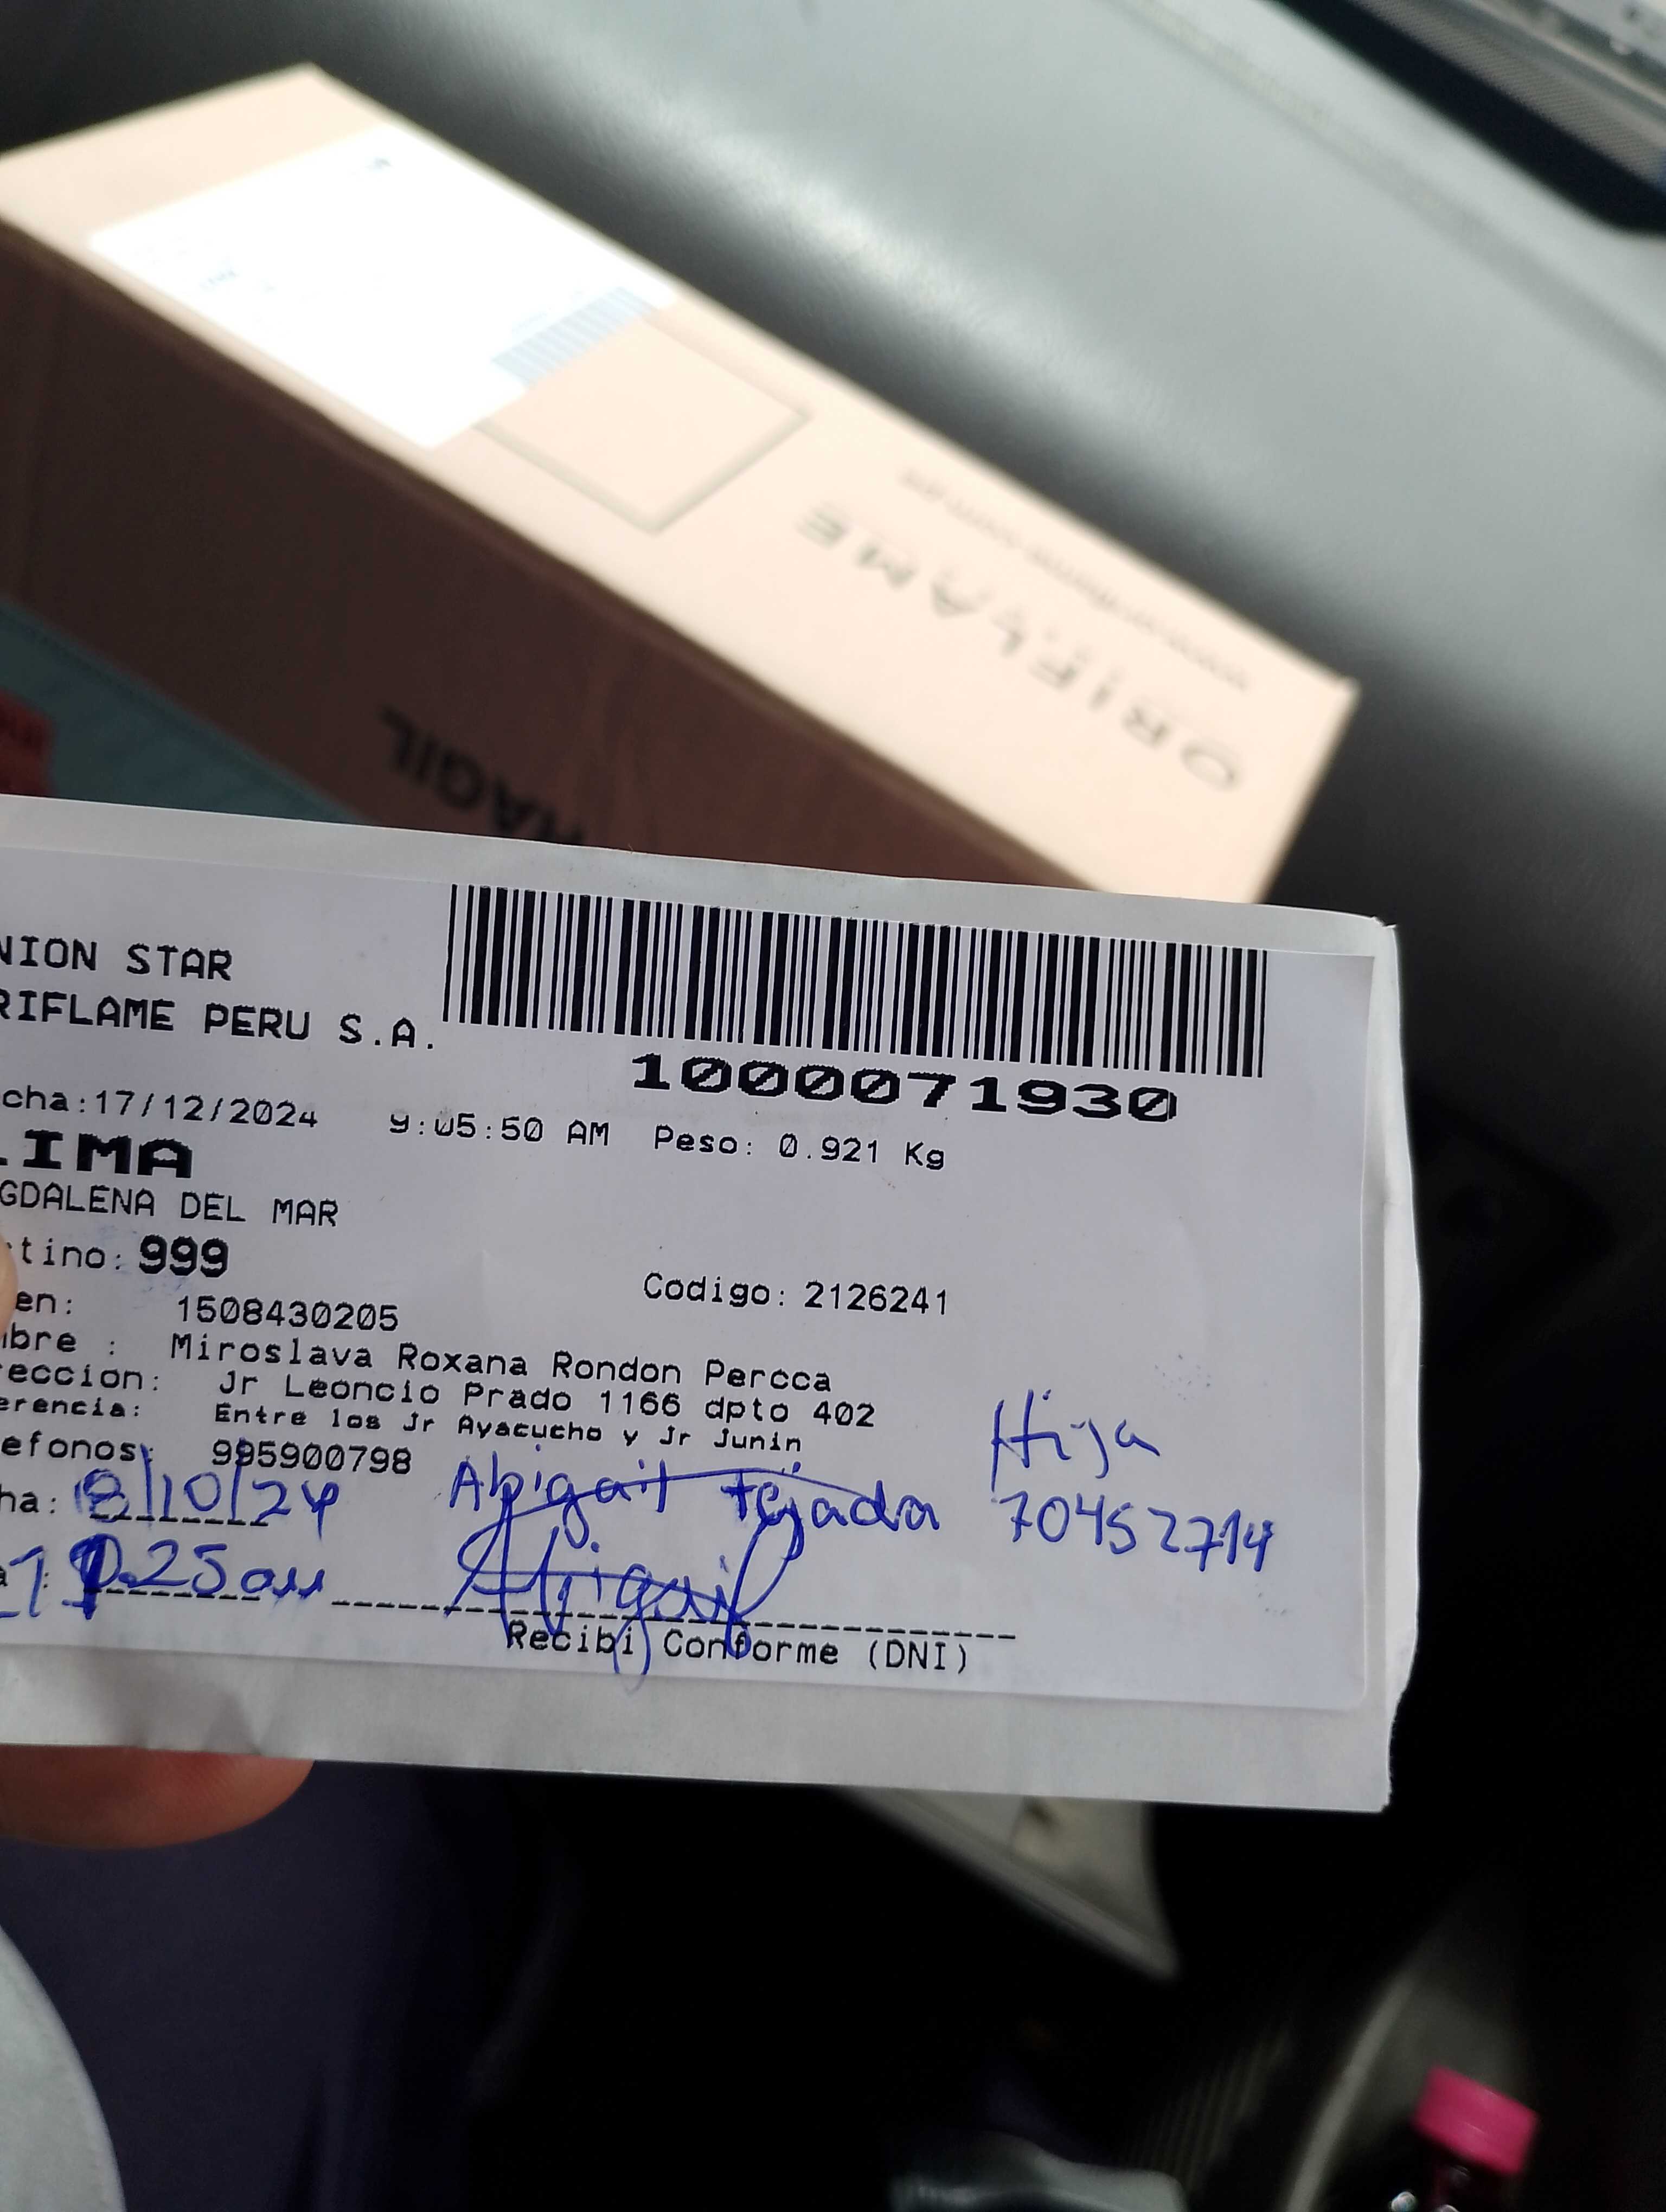 ORIFLAME
AGIL
NION STAR
RIFLAME PERU S.A.
1000071930
cha:17/12/2024 9:05:50 AM Peso: 0.921 Kg
LIMA
GDALENA DEL MAR
tino: 999
Codigo: 2126241
en: 1508430205
bre : Miroslava Roxana Rondon Percca
eccion: Jr Leoncio Prado 1166 dpto 402
erencia: Entre los Jr Ayacucho y Jr Junin
efonos: 995900798
Hija
ha: 18/10/24 Abigail Tejada 70452714
Abigail
Recibi Conforme (DNI)